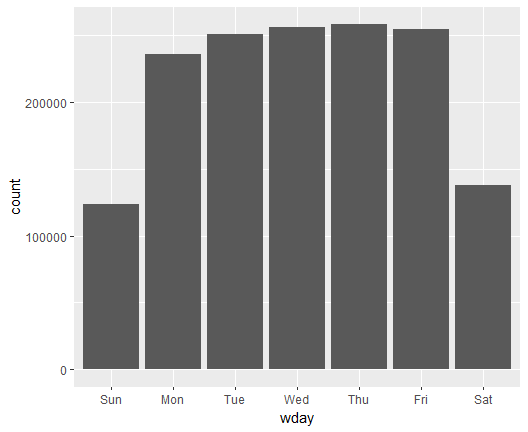 200000
100000
0
count
Sun Mon Tue Wed Thu Fri Sat
wday